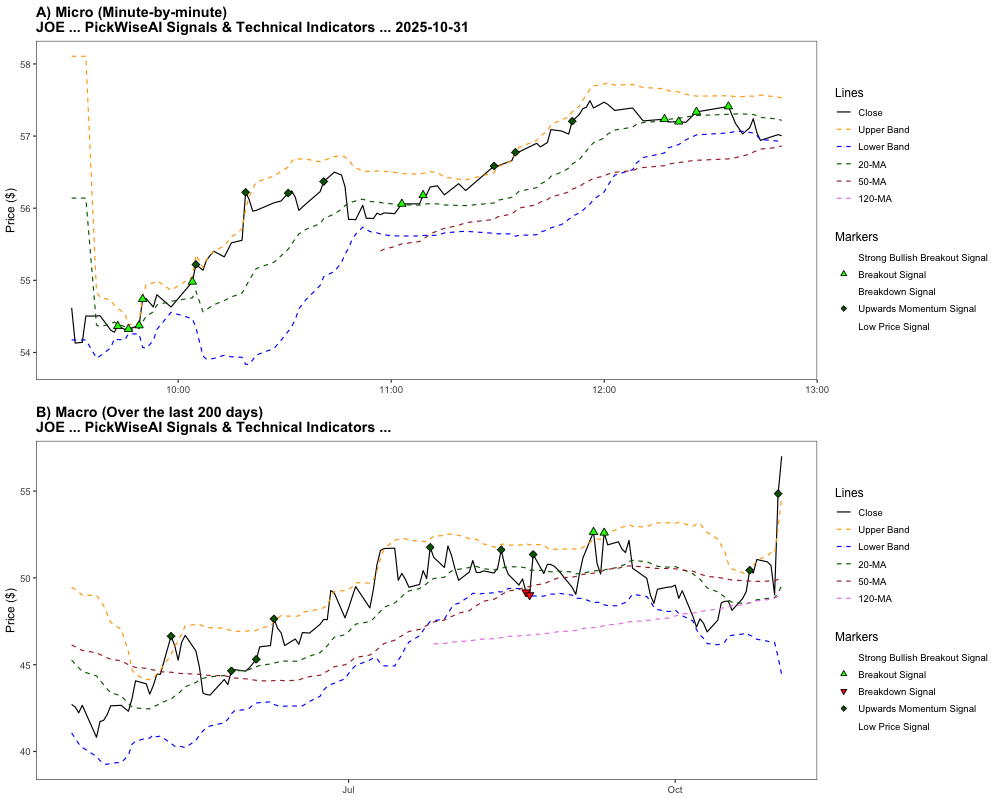 A) Micro (Minute-by-minute)
JOE ... PickWiseAI Signals & Technical Indicators ... 2025-10-31
58
57
56
55
54
Price ($)
10:00
11:00
12:00
13:00
Lines
Close
Upper Band
Lower Band
20-MA
50-MA
120-MA
Markers
Strong Bullish Breakout Signal
Breakout Signal
Breakdown Signal
Upwards Momentum Signal
Low Price Signal
B) Macro (Over the last 200 days)
JOE ... PickWiseAI Signals & Technical Indicators ...
55
50
45
40
Price ($)
Jul
Oct
Lines
Close
Upper Band
Lower Band
20-MA
50-MA
120-MA
Markers
Strong Bullish Breakout Signal
Breakout Signal
Breakdown Signal
Upwards Momentum Signal
Low Price Signal